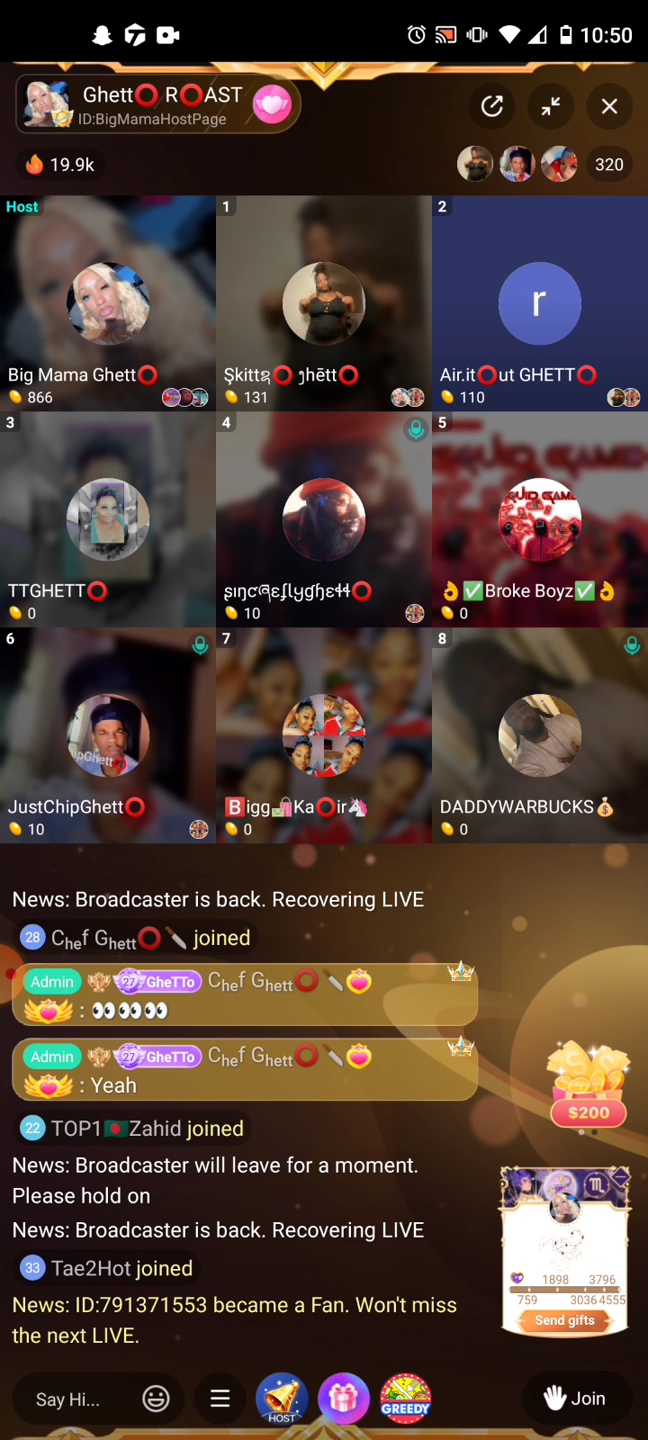 10:50
Ghett⭕ R⭕AST
ID:BigMamaHostPage
19.9k
320
Host
1
2
r
Big Mama Ghett⭕
866
131
Air.it⭕ut GHETT⭕
110
3
4
5
TTGHETT⭕
0
10
👌✅Broke Boyz✅👌
0
6
7
8
JustChipGhett⭕
10
🅱igg🛍Ka⭕ir🦄
0
DADDYWARBUCKS💰
0
News: Broadcaster is back. Recovering LIVE
28 Chef Ghett⭕🔪 joined
Admin 27 GheTTo Chef Ghett⭕🔪
: 👀👀👀
Admin 27 GheTTo Chef Ghett⭕🔪
: Yeah
$200
22 TOP1🇧🇩Zahid joined
News: Broadcaster will leave for a moment.
Please hold on
News: Broadcaster is back. Recovering LIVE
33 Tae2Hot joined
1898 3796
759 3036 4555
Send gifts
News: ID:791371553 became a Fan. Won't miss
the next LIVE.
Say Hi...
HOST
GREEDY
Join